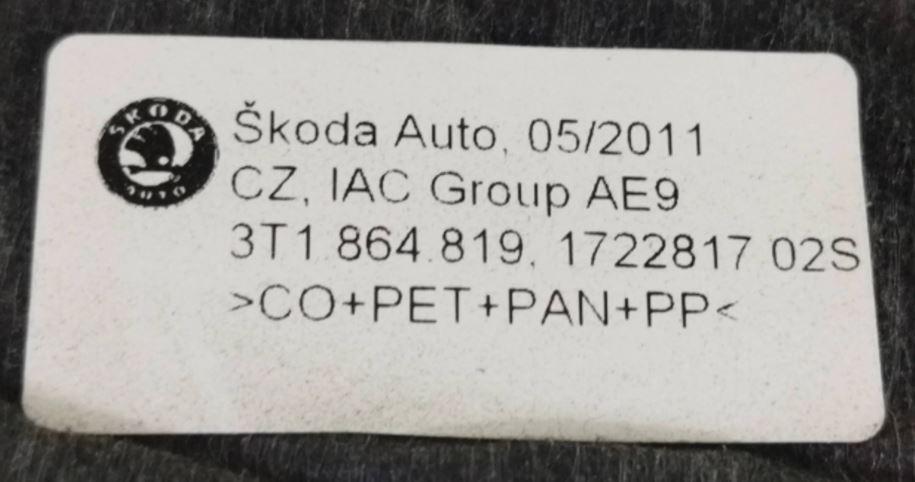 ŠKODA
AUTO
Škoda Auto, 05/2011
CZ, IAC Group AE9
3T1 864 819, 1722817 02S
>CO+PET+PAN+PP<